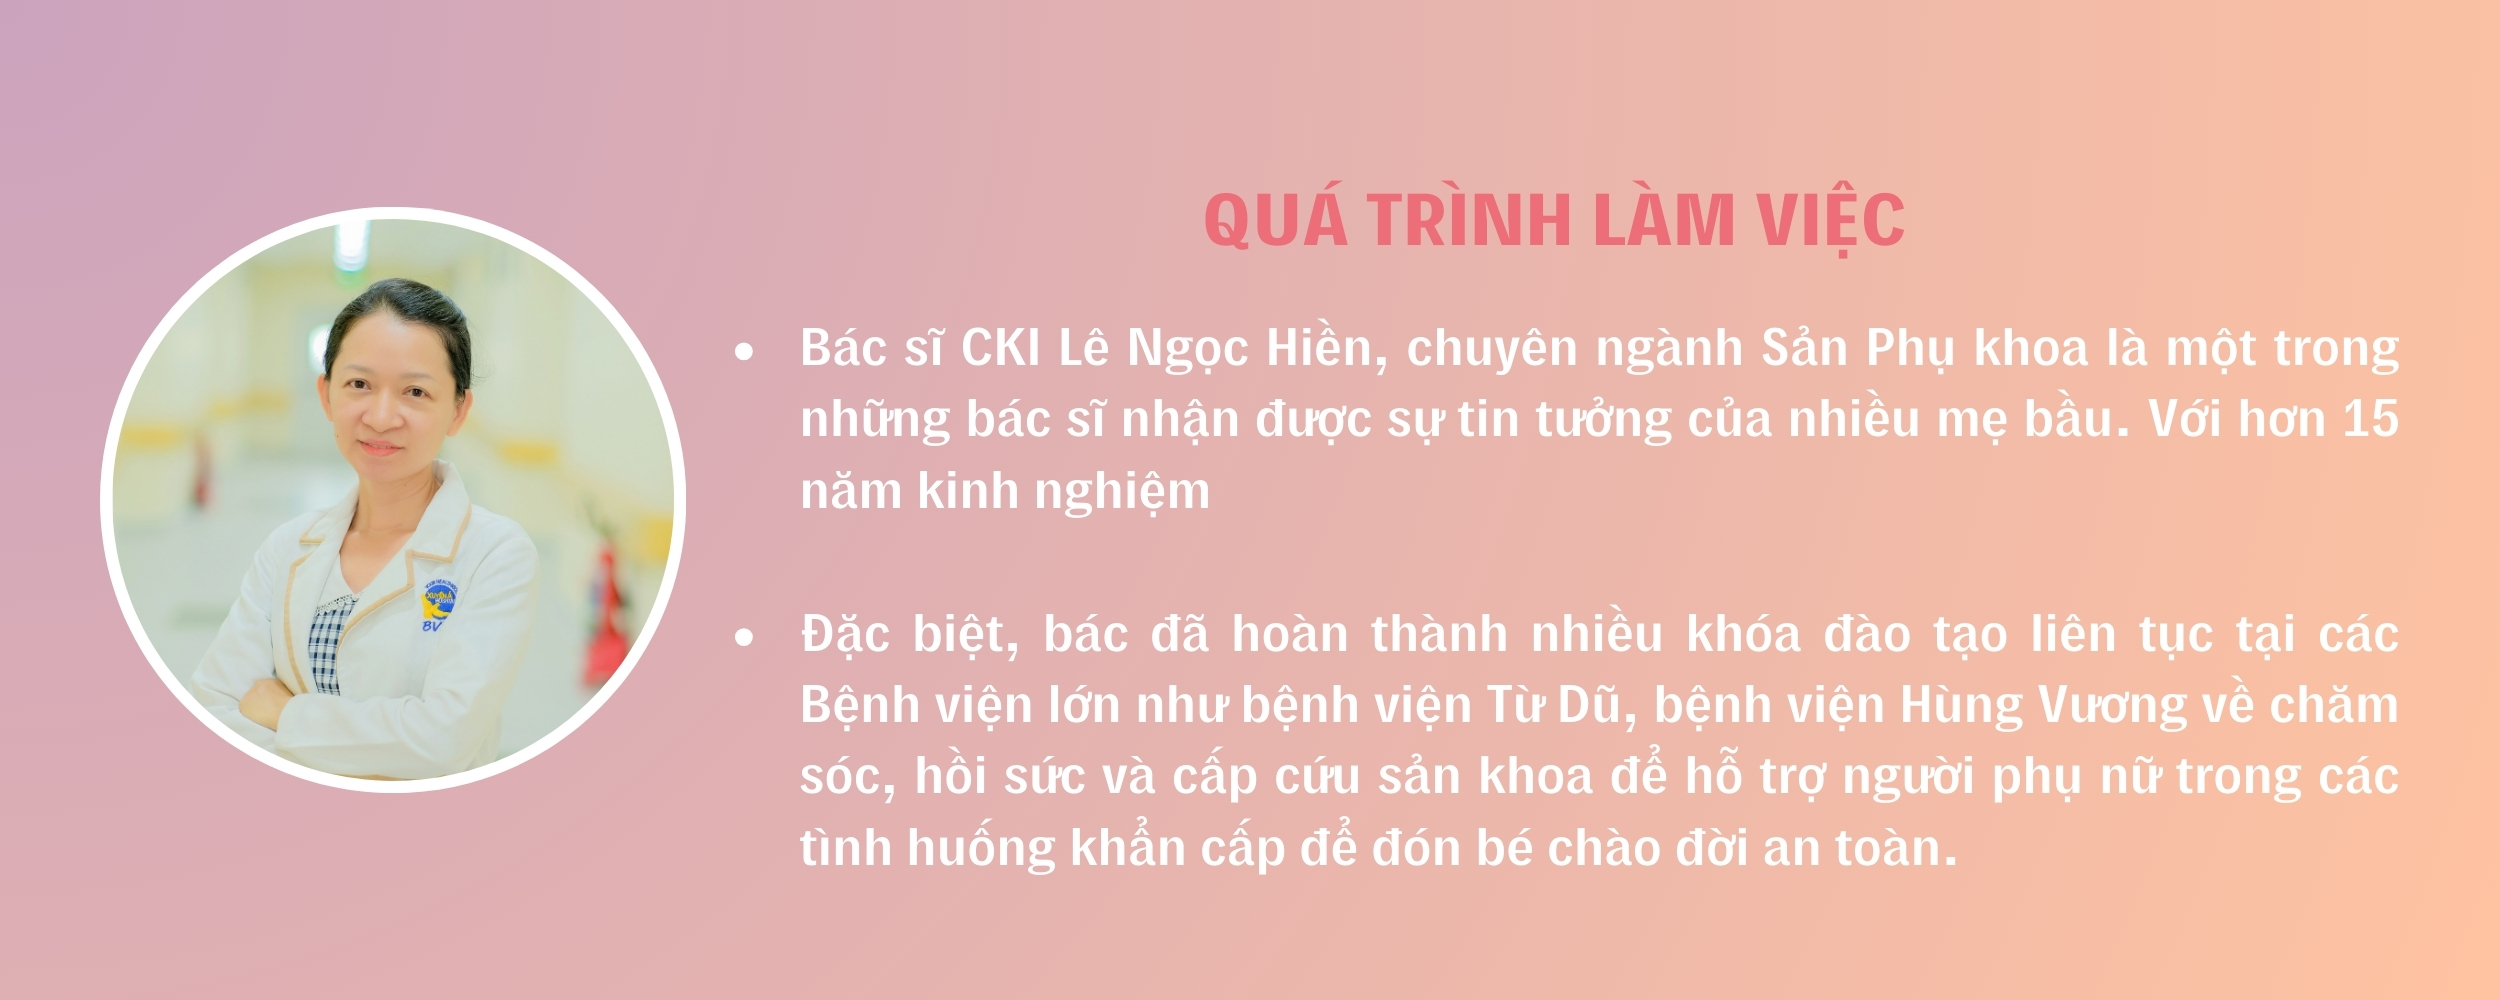 QUÁ TRÌNH LÀM VIỆC
• Bác sĩ CKI Lê Ngọc Hiền, chuyên ngành Sản Phụ khoa là một trong
những bác sĩ nhận được sự tin tưởng của nhiều mẹ bầu. Với hơn 15
năm kinh nghiệm
• Đặc biệt, bác đã hoàn thành nhiều khóa đào tạo liên tục tại các
Bệnh viện lớn như bệnh viện Từ Dũ, bệnh viện Hùng Vương về chăm
sóc, hồi sức và cấp cứu sản khoa để hỗ trợ người phụ nữ trong các
tình huống khẩn cấp để đón bé chào đời an toàn.
XUYÊN Á
BV